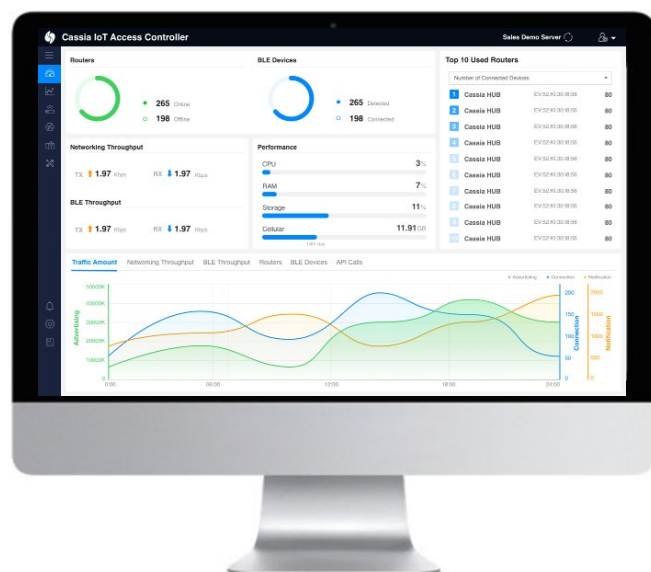 Cassia IoT Access Controller
Sales Demo Server
Routers
265 Online
198 Offline
BLE Devices
265 Detected
198 Connected
Top 10 Used Routers
Number of Connected Devices
1 Cassia HUB 80
2 Cassia HUB 80
3 Cassia HUB 80
4 Cassia HUB 80
5 Cassia HUB 80
6 Cassia HUB 80
7 Cassia HUB 80
8 Cassia HUB 80
9 Cassia HUB 80
10 Cassia HUB 80
Networking Throughput
TX 1.97 Kbps RX 1.97 Kbps
BLE Throughput
TX 1.97 Kbps RX 1.97 Kbps
Performance
CPU 3%
RAM 7%
Storage 11%
Cellular 11.91GB
Traffic Amount Networking Throughput BLE Throughput Routers BLE Devices API Calls
Advertising Connection Notification
Advertising
50000K
40000K
30000K
20000K
10000K
0
200
150
100
50
0
Connection
2000
1500
1000
500
0
Notification
0:00 06:00 12:00 18:00 24:00